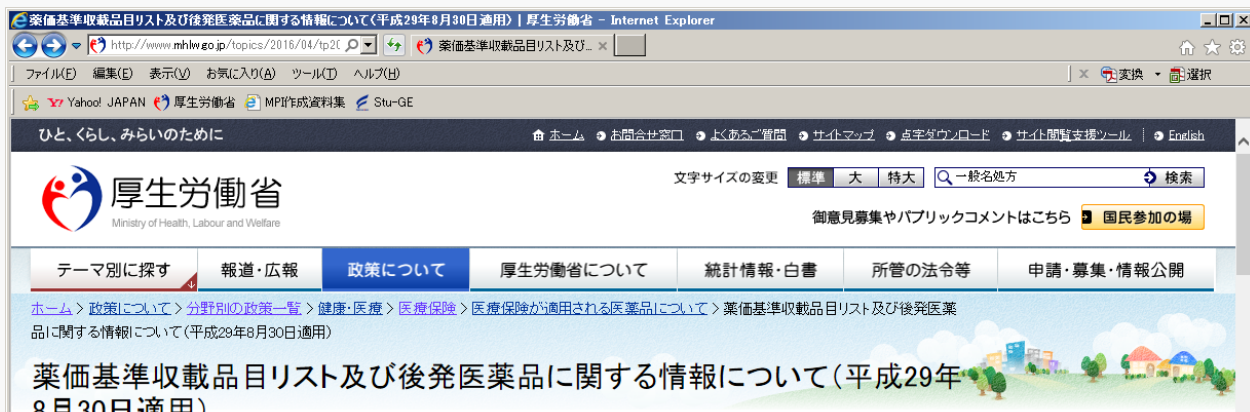 薬価基準収載品目リスト及び後発医薬品に関する情報について(平成29年8月30日適用) | 厚生労働省 - Internet Explorer
http://www.mhlw.go.jp/topics/2016/04/tp2( 薬価基準収載品目リスト及び...
ファイル(F) 編集(E) 表示(V) お気に入り(A) ツール(T) ヘルプ(H) 変換 選択
Yahoo! JAPAN 厚生労働省 MPI作成資料集 Stu-GE
ひと、くらし、みらいのために ホーム お問合せ窓口 よくあるご質問 サイトマップ 点字ダウンロード サイト閲覧支援ツール English
厚生労働省 文字サイズの変更 標準 大 特大 一般名処方 検索
Ministry of Health, Labour and Welfare
御意見募集やパブリックコメントはこちら 国民参加の場
テーマ別に探す 報道・広報 政策について 厚生労働省について 統計情報・白書 所管の法令等 申請・募集・情報公開
ホーム > 政策について > 分野別の政策一覧 > 健康・医療 > 医療保険 > 医療保険が適用される医薬品について > 薬価基準収載品目リスト及び後発医薬
品に関する情報について(平成29年8月30日適用)
薬価基準収載品目リスト及び後発医薬品に関する情報について(平成29年
8月30日適用)